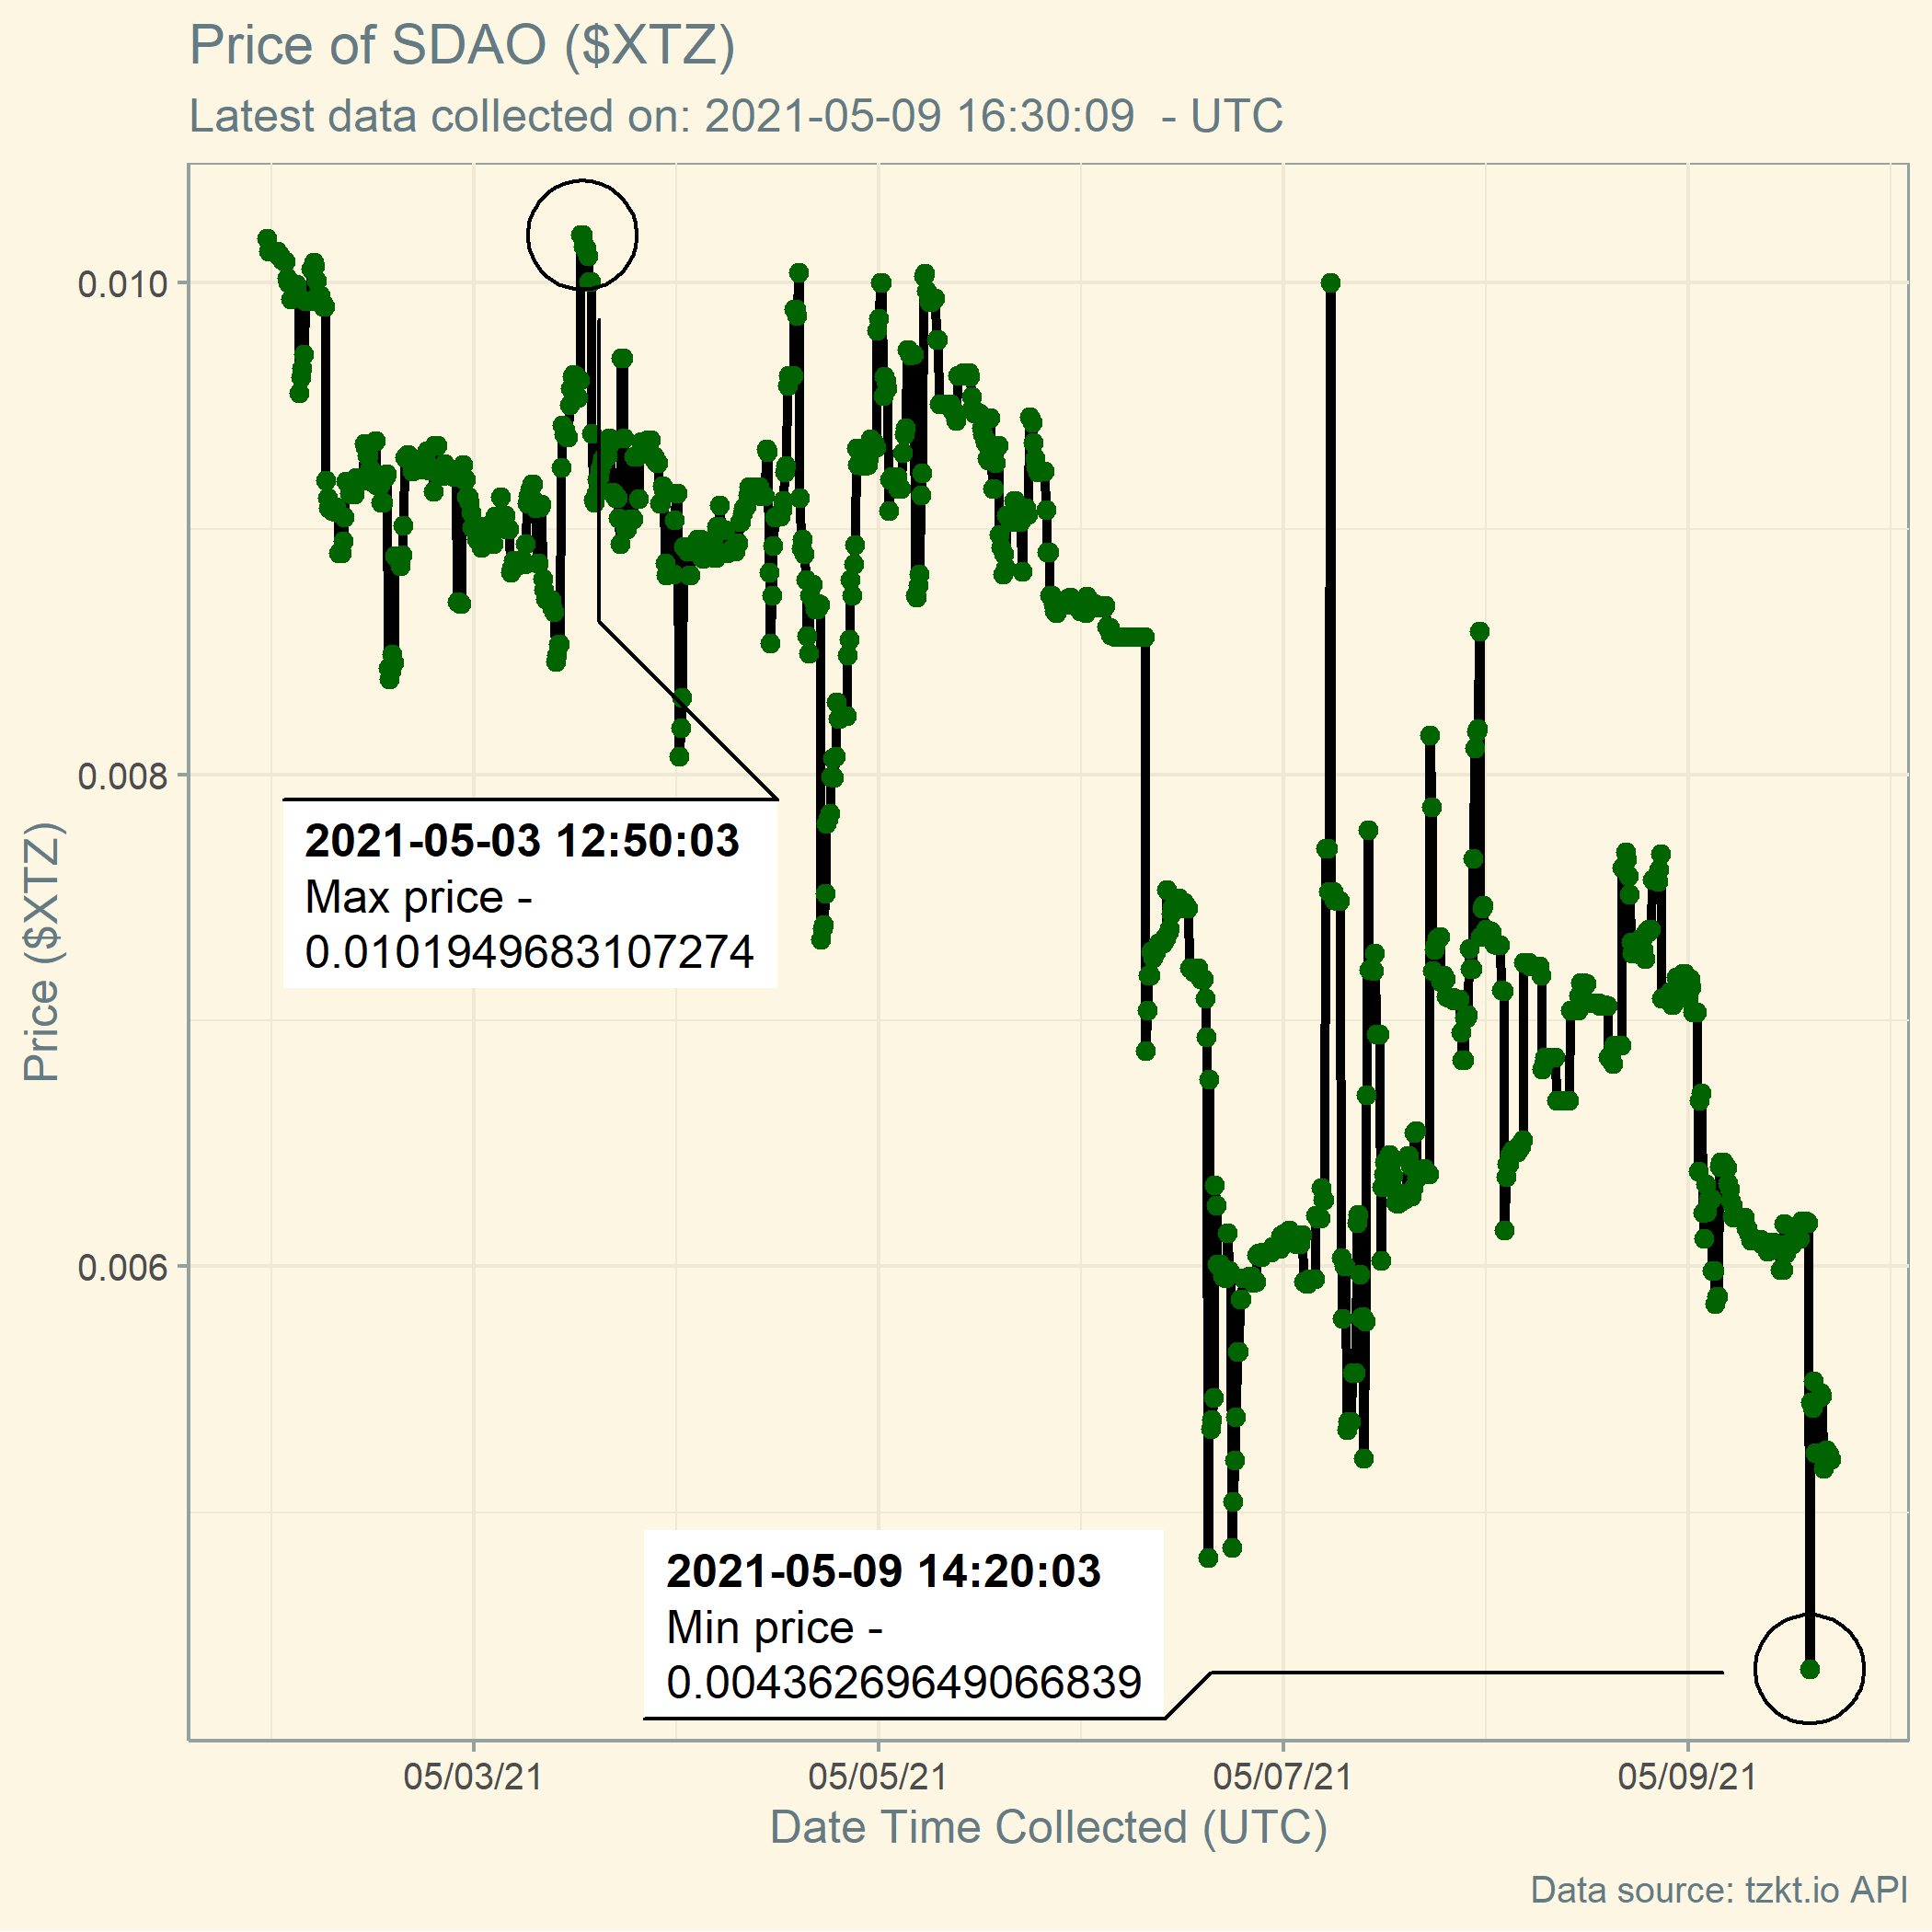 Price of SDAO ($XTZ)
Latest data collected on: 2021-05-09 16:30:09  - UTC
0.010
0.008
0.006
Price ($XTZ)
2021-05-03 12:50:03
Max price -
0.0101949683107274
2021-05-09 14:20:03
Min price -
0.00436269649066839
05/03/21
05/05/21
05/07/21
05/09/21
Date Time Collected (UTC)
Data source: tzkt.io API